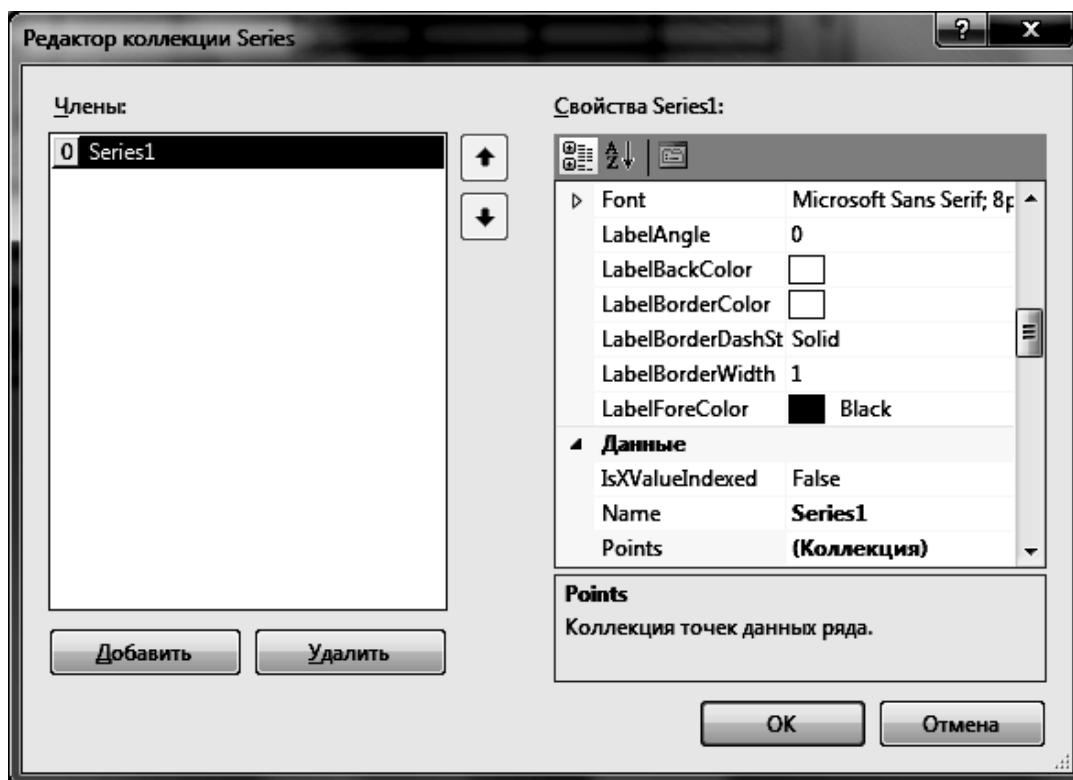 Редактор коллекции Series
? x
Члены:
0 Series1
Добавить
Удалить
Свойства Series1:
Font Microsoft Sans Serif; 8p
LabelAngle 0
LabelBackColor
LabelBorderColor
LabelBorderDashSt Solid
LabelBorderWidth 1
LabelForeColor Black
Данные
IsXValueIndexed False
Name Series1
Points (Коллекция)
Points
Коллекция точек данных ряда.
OK
Отмена